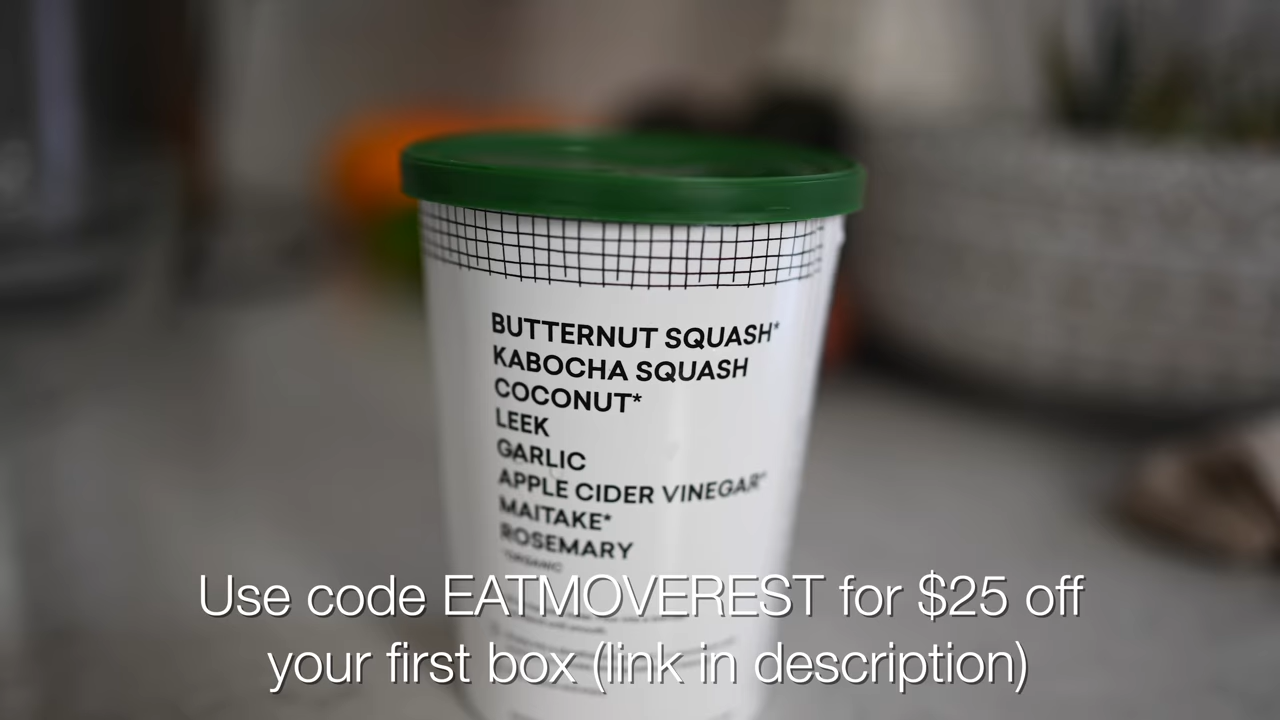 BUTTERNUT SQUASH*
KABOCHA SQUASH
COCONUT*
LEEK
GARLIC
APPLE CIDER VINEGAR*
MAITAKE*
ROSEMARY
*ORGANIC
Use code EATMOVEREST for $25 off
your first box (link in description)